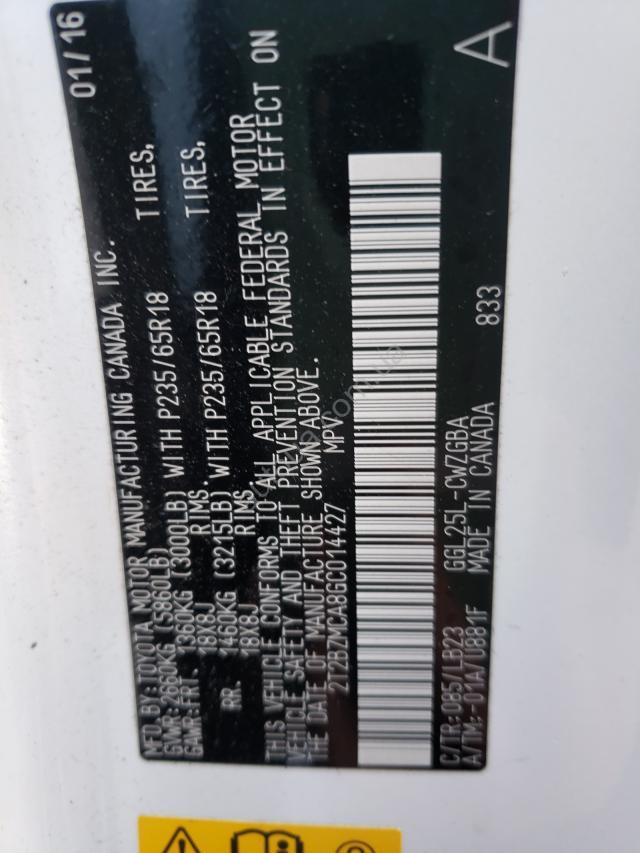 MFD BY: TOYOTA MOTOR MANUFACTURING CANADA INC. 01/16
GVWR: 2660KG (5860LB)
GAWR: FRT. 1360KG (3000LB) WITH P235/65R18 TIRES,
18X8J RIMS.
RR. 1460KG (3215LB) WITH P235/65R18 TIRES,
18X8J RIMS
THIS VEHICLE CONFORMS TO ALL APPLICABLE FEDERAL MOTOR
VEHICLE SAFETY AND THEFT PREVENTION STANDARDS IN EFFECT ON
THE DATE OF MANUFACTURE SHOWN ABOVE.
2T2BZMCA8GC014427 MPV
C/TR: 085/LB23 GGL25L-CWZGBA 833 A
A/TM:-01A/U881F MADE IN CANADA